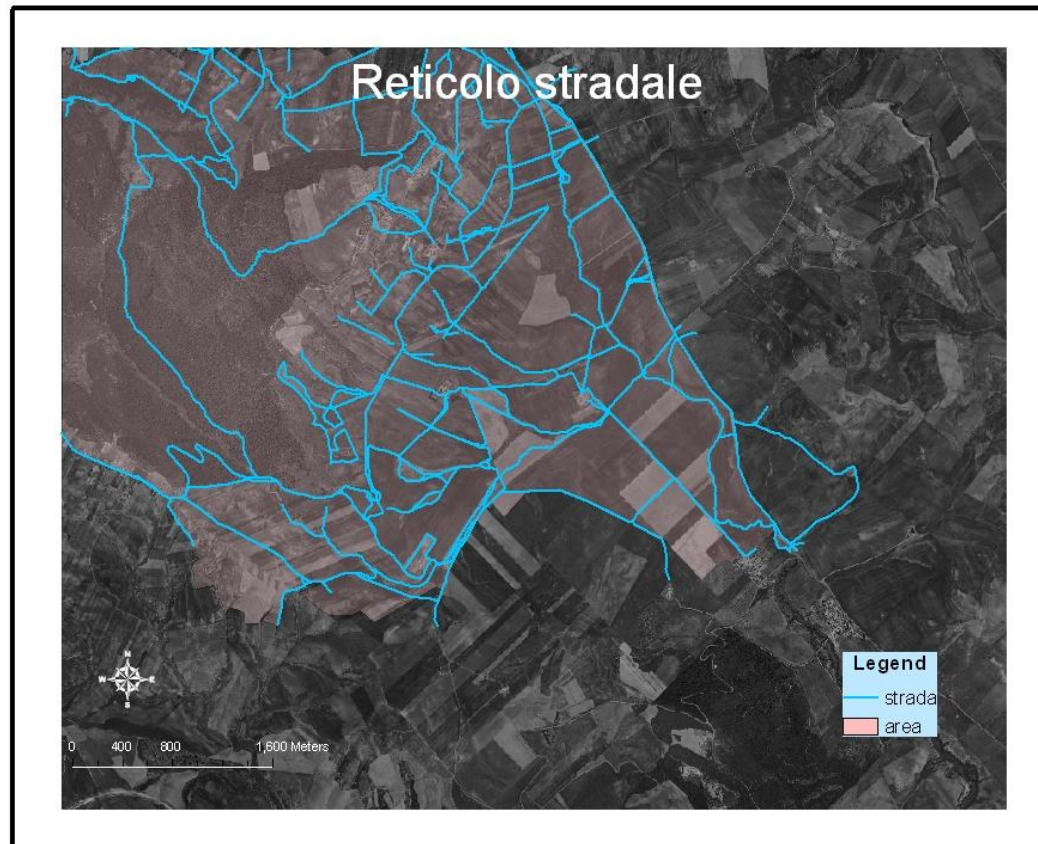 Reticolo stradale
N
W E
S
0 400 800 1,600 Meters
Legend
strada
area